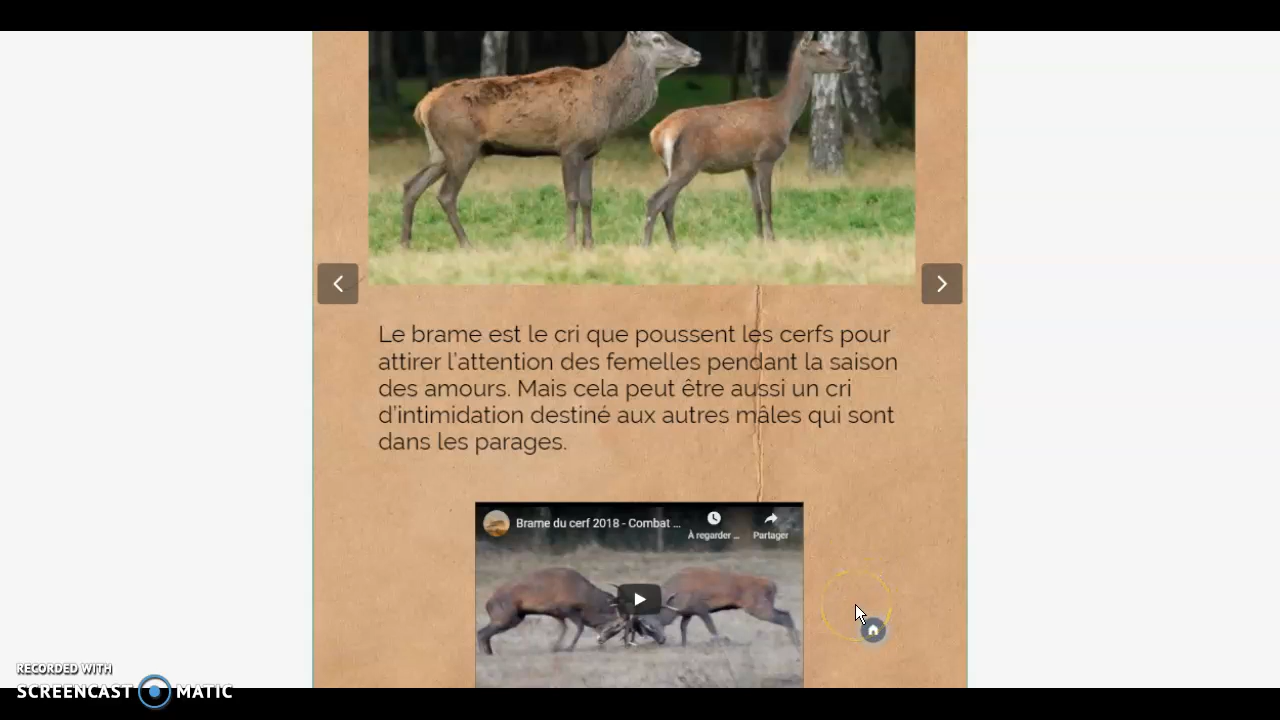 Le brame est le cri que poussent les cerfs pour
attirer l'attention des femelles pendant la saison
des amours. Mais cela peut être aussi un cri
d'intimidation destiné aux autres mâles qui sont
dans les parages.
Brame du cerf 2018 - Combat ...
À regarder ...
Partager
RECORDED WITH
SCREENCAST MATIC